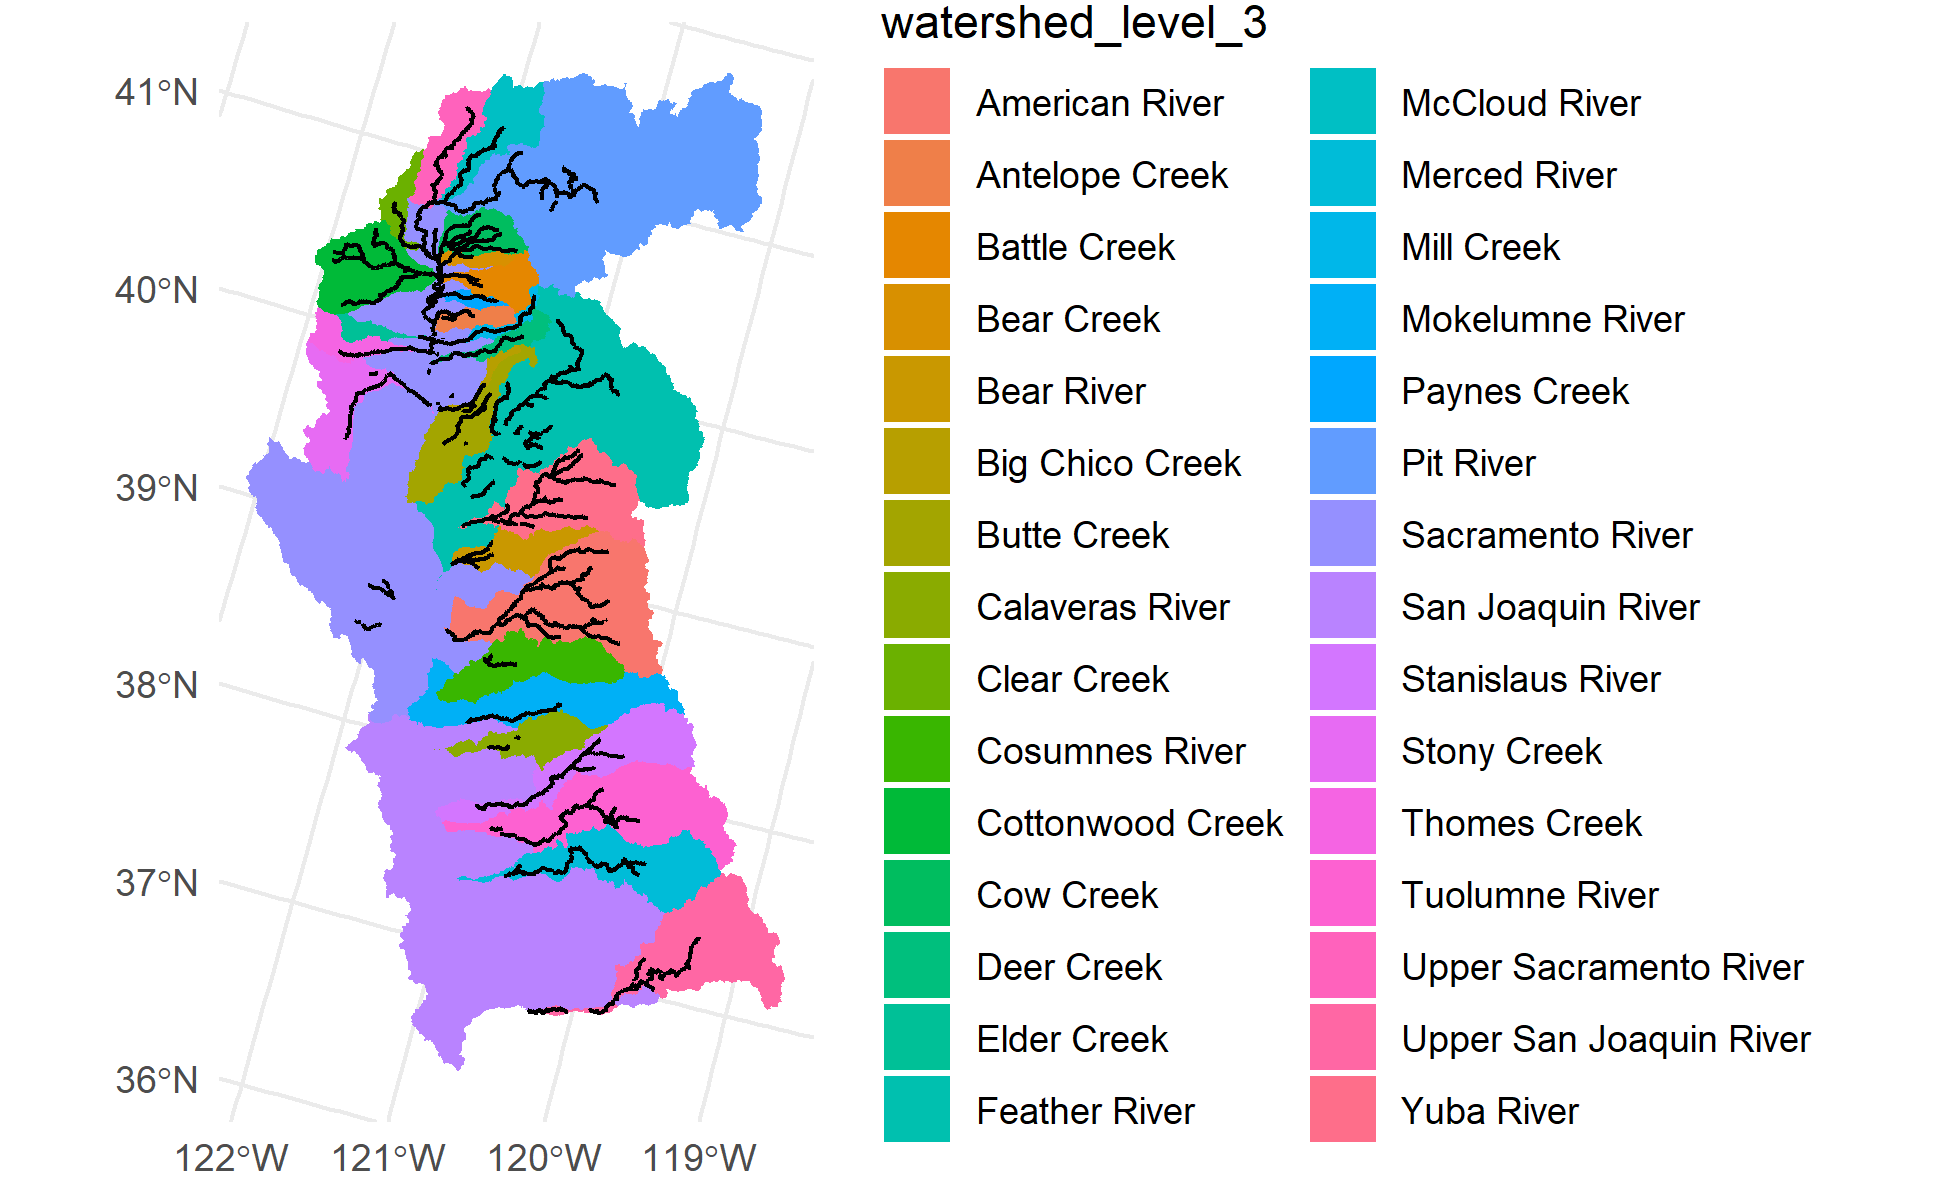 watershed_level_3
41°N
40°N
39°N
38°N
37°N
36°N
122°W
121°W
120°W
119°W
American River
Antelope Creek
Battle Creek
Bear Creek
Bear River
Big Chico Creek
Butte Creek
Calaveras River
Clear Creek
Cosumnes River
Cottonwood Creek
Cow Creek
Deer Creek
Elder Creek
Feather River
McCloud River
Merced River
Mill Creek
Mokelumne River
Paynes Creek
Pit River
Sacramento River
San Joaquin River
Stanislaus River
Stony Creek
Thomes Creek
Tuolumne River
Upper Sacramento River
Upper San Joaquin River
Yuba River